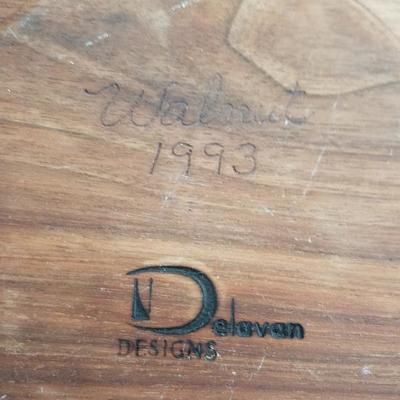 Walnut
1993
Delavan
DESIGNS